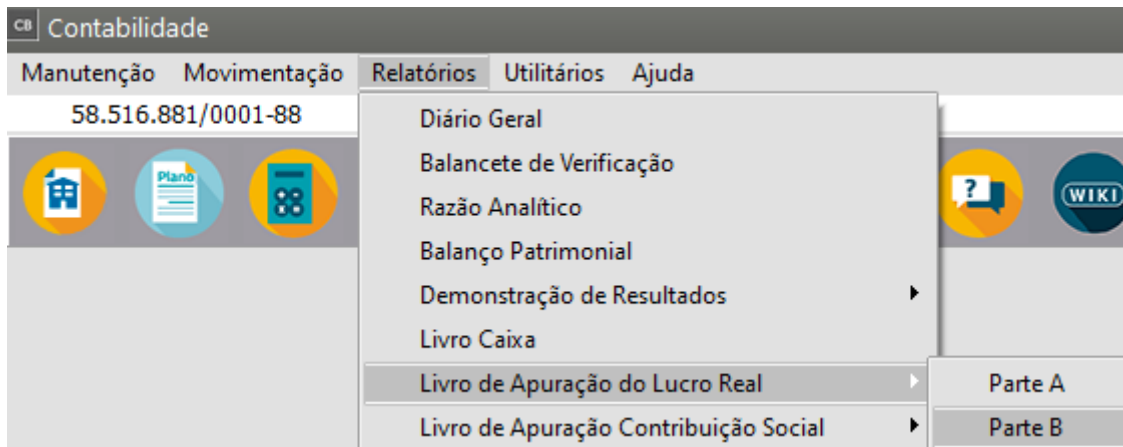 CB Contabilidade
Manutenção Movimentação Relatórios Utilitários Ajuda
58.516.881/0001-88
Diário Geral
Balancete de Verificação
Plano
?
WIKI
Razão Analítico
Balanço Patrimonial
Demonstração de Resultados
Livro Caixa
Livro de Apuração do Lucro Real
Parte A
Livro de Apuração Contribuição Social
Parte B